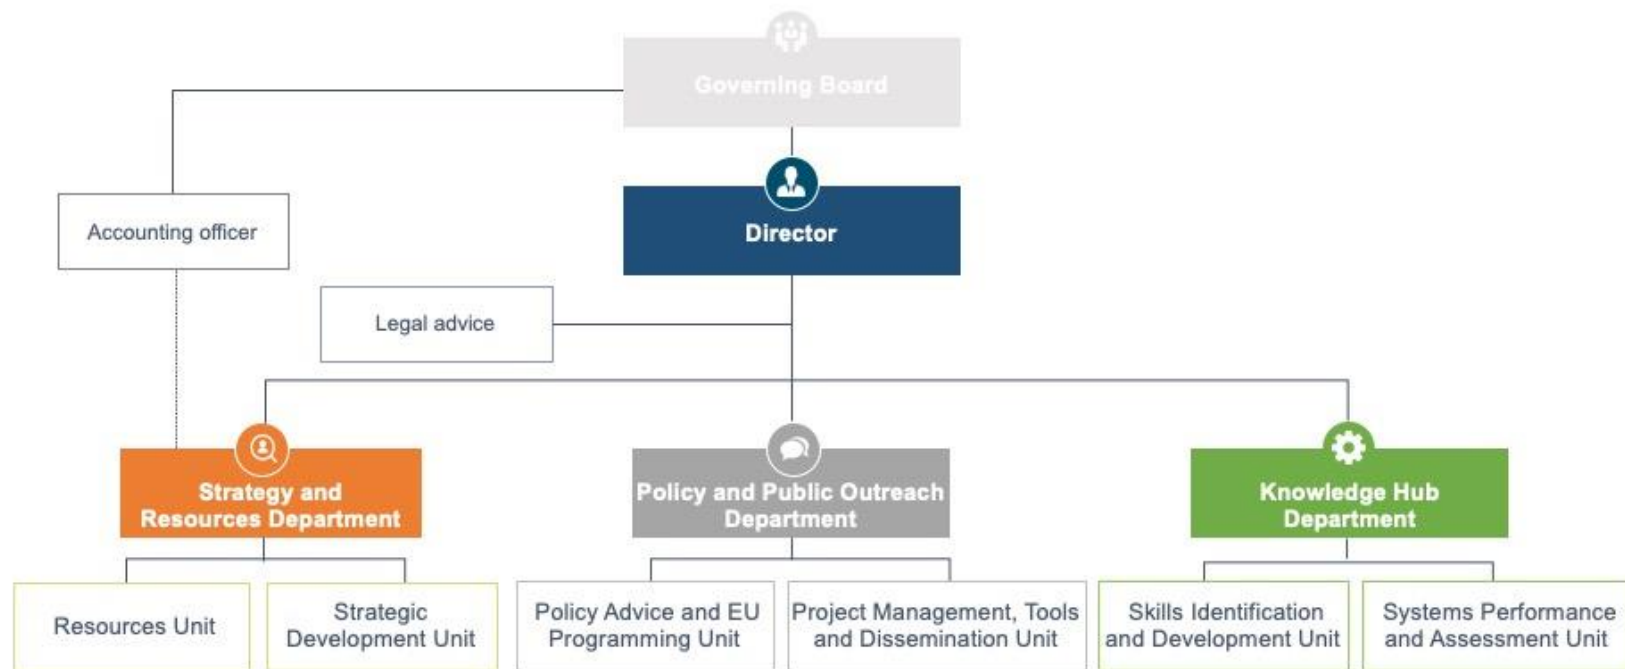 Governing Board
Director
Accounting officer
Legal advice
Strategy and
Resources Department
Policy and Public Outreach
Department
Knowledge Hub
Department
Resources Unit
Strategic
Development Unit
Policy Advice and EU
Programming Unit
Project Management, Tools
and Dissemination Unit
Skills Identification
and Development Unit
Systems Performance
and Assessment Unit